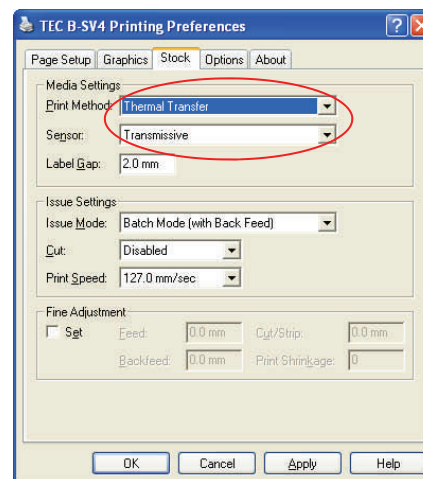 TEC B-SV4 Printing Preferences
Page Setup Graphics Stock Options About
Media Settings
Print Method: Thermal Transfer
Sensor: Transmissive
Label Gap: 2.0 mm
Issue Settings
Issue Mode: Batch Mode (with Back Feed)
Cut: Disabled
Print Speed: 127.0 mm/sec
Fine Adjustment
Set Feed: 0.0 mm Cut/Strip: 0.0 mm
Backfeed: 0.0 mm Print Shrinkage: 0
OK Cancel Apply Help